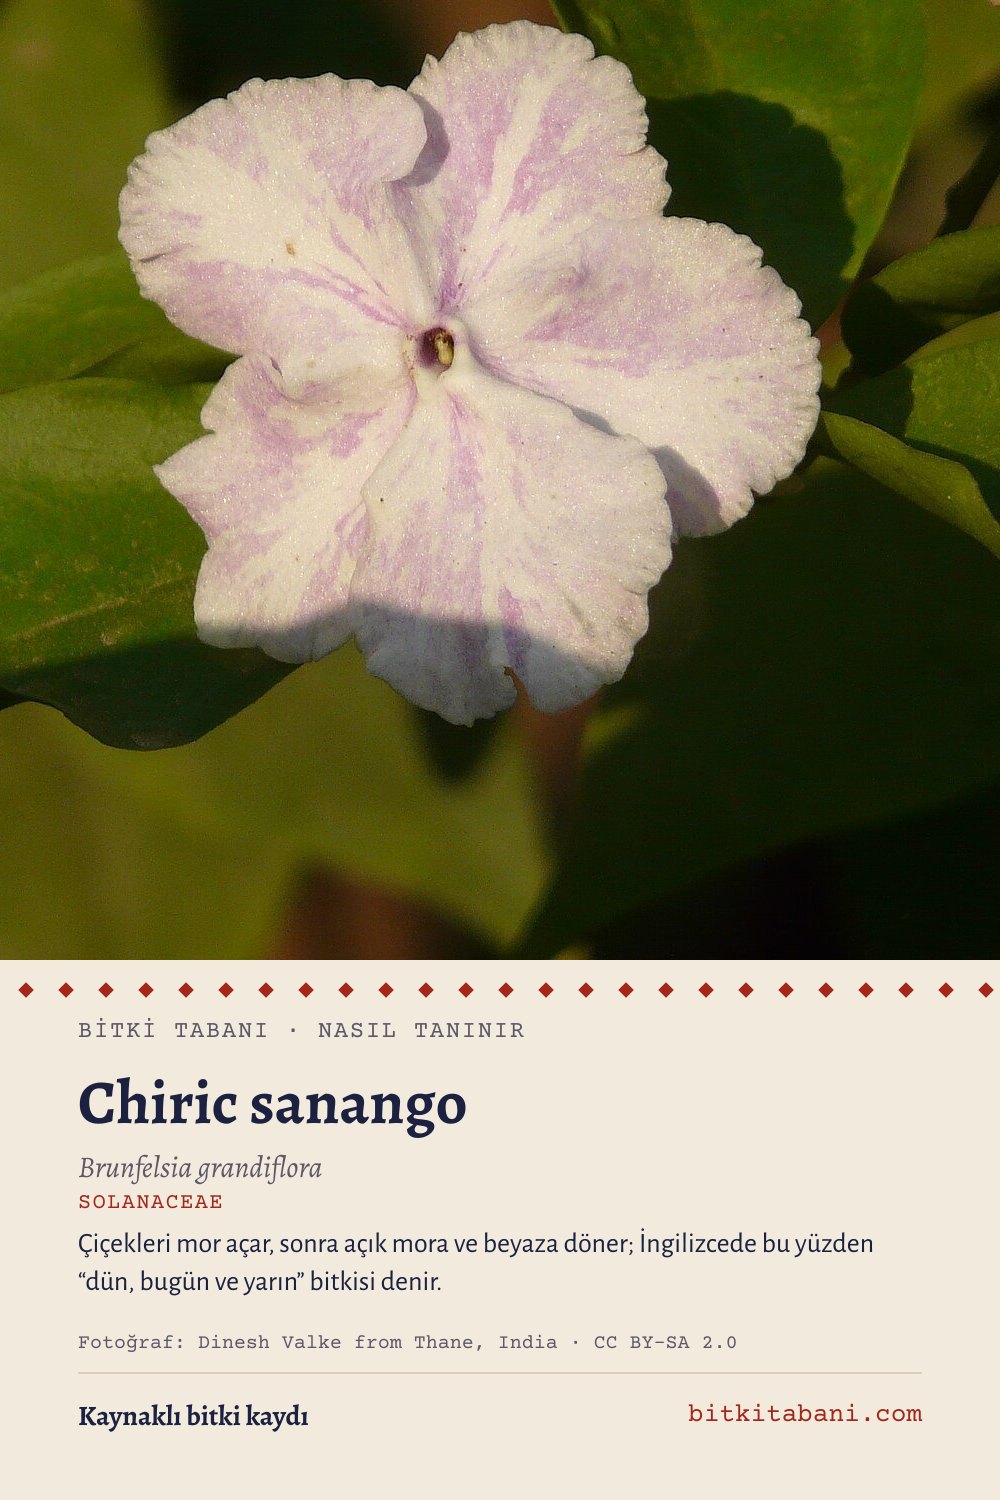 BİTKİ TABANI · NASIL TANINIR
Chiric sanango
Brunfelsia grandiflora
SOLANACEAE
Çiçekleri mor açar, sonra açık mora ve beyaza döner; İngilizcede bu yüzden
“dün, bugün ve yarın” bitkisi denir.
Fotoğraf: Dinesh Valke from Thane, India · CC BY-SA 2.0
Kaynaklı bitki kaydı
bitkitabani.com